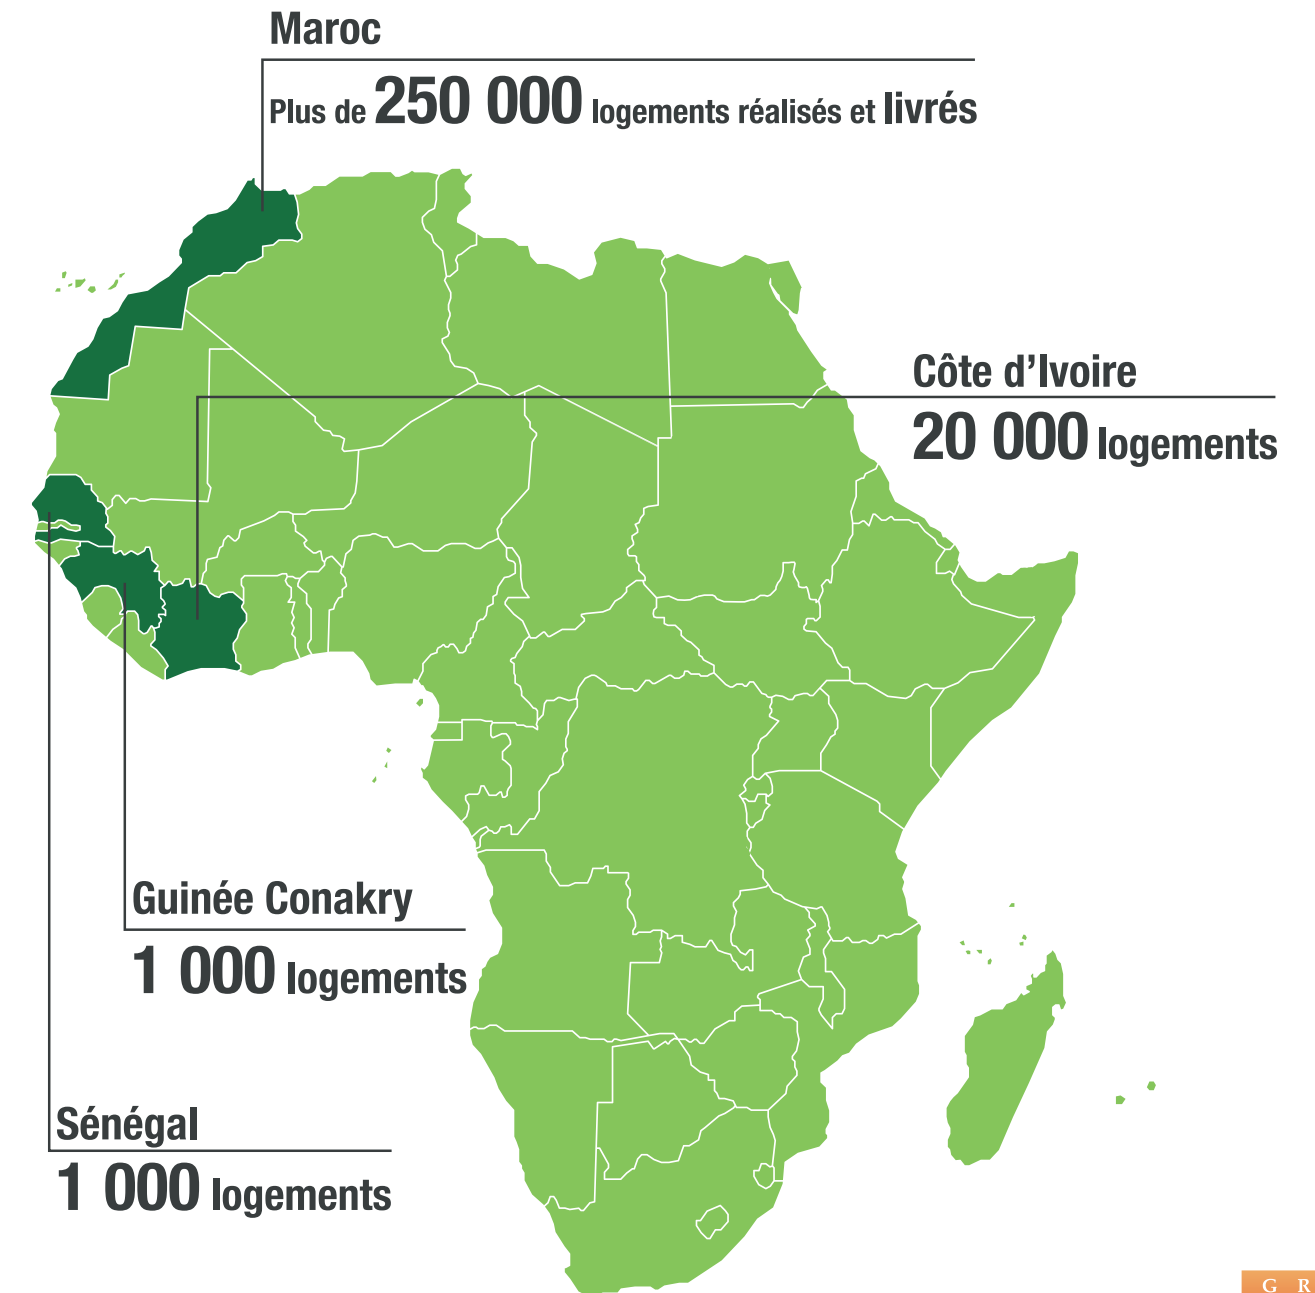 Maroc
Plus de 250 000 logements réalisés et livrés
Côte d’Ivoire
20 000 logements
Guinée Conakry
1 000 logements
Sénégal
1 000 logements
G R